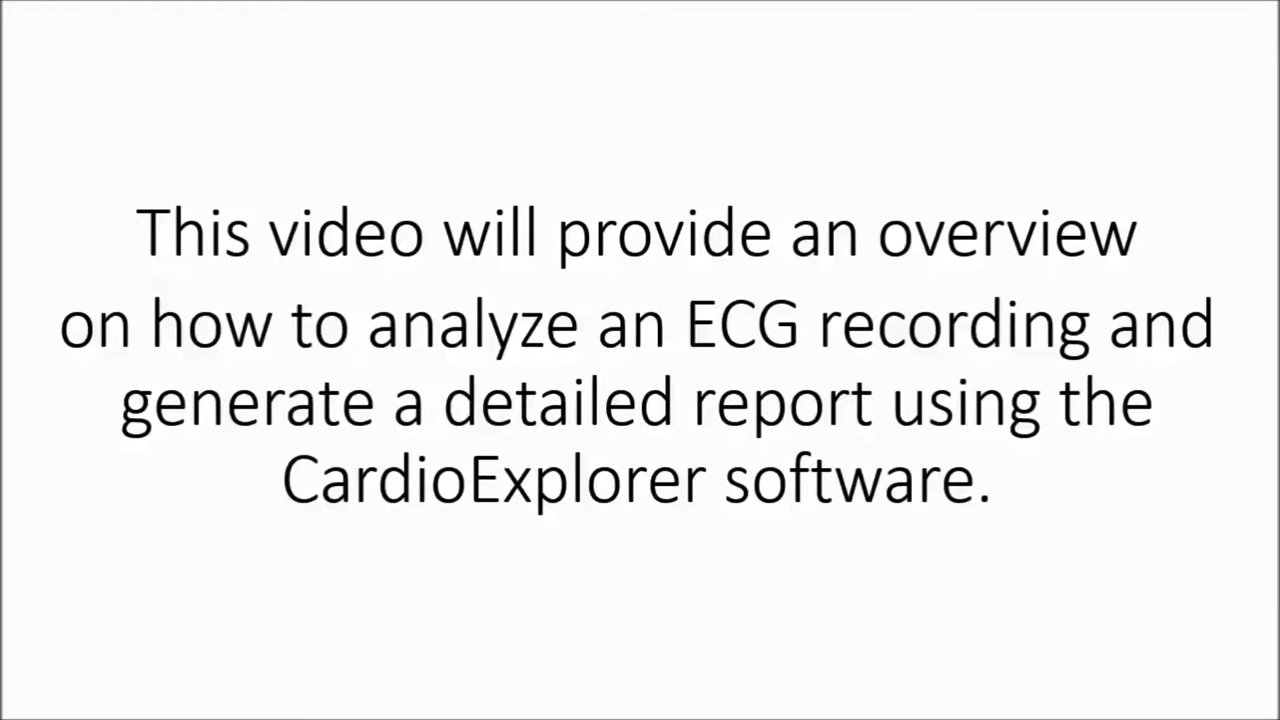 This video will provide an overview
on how to analyze an ECG recording and
generate a detailed report using the
CardioExplorer software.